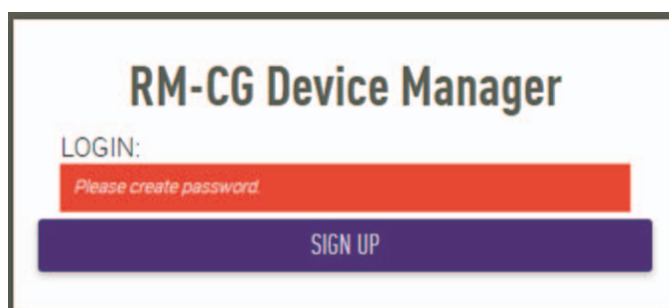 RM-CG Device Manager
LOGIN:
Please create password.
SIGN UP